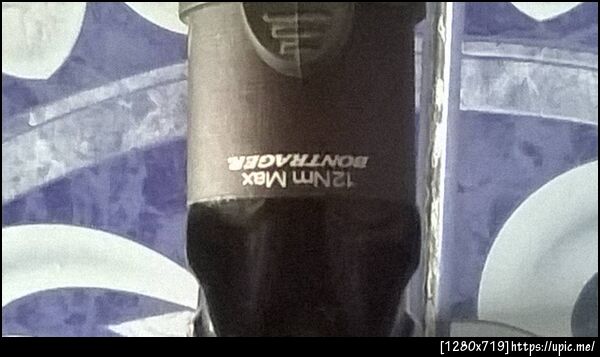 BONTRAGER
12Nm Max
[1280x719]https://upic.me/